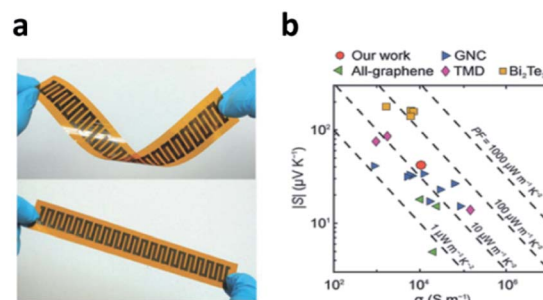 a
b
Our work
GNC
All-graphene
TMD
Bi₂Te
|S| (μV K⁻¹)
10²
10¹
PF = 1000 μW m⁻¹ K⁻²
100 μW m⁻¹ K⁻²
10 μW m⁻¹ K⁻²
1 μW m⁻¹ K⁻²
10²
10⁴
10⁶
σ (S m⁻¹)